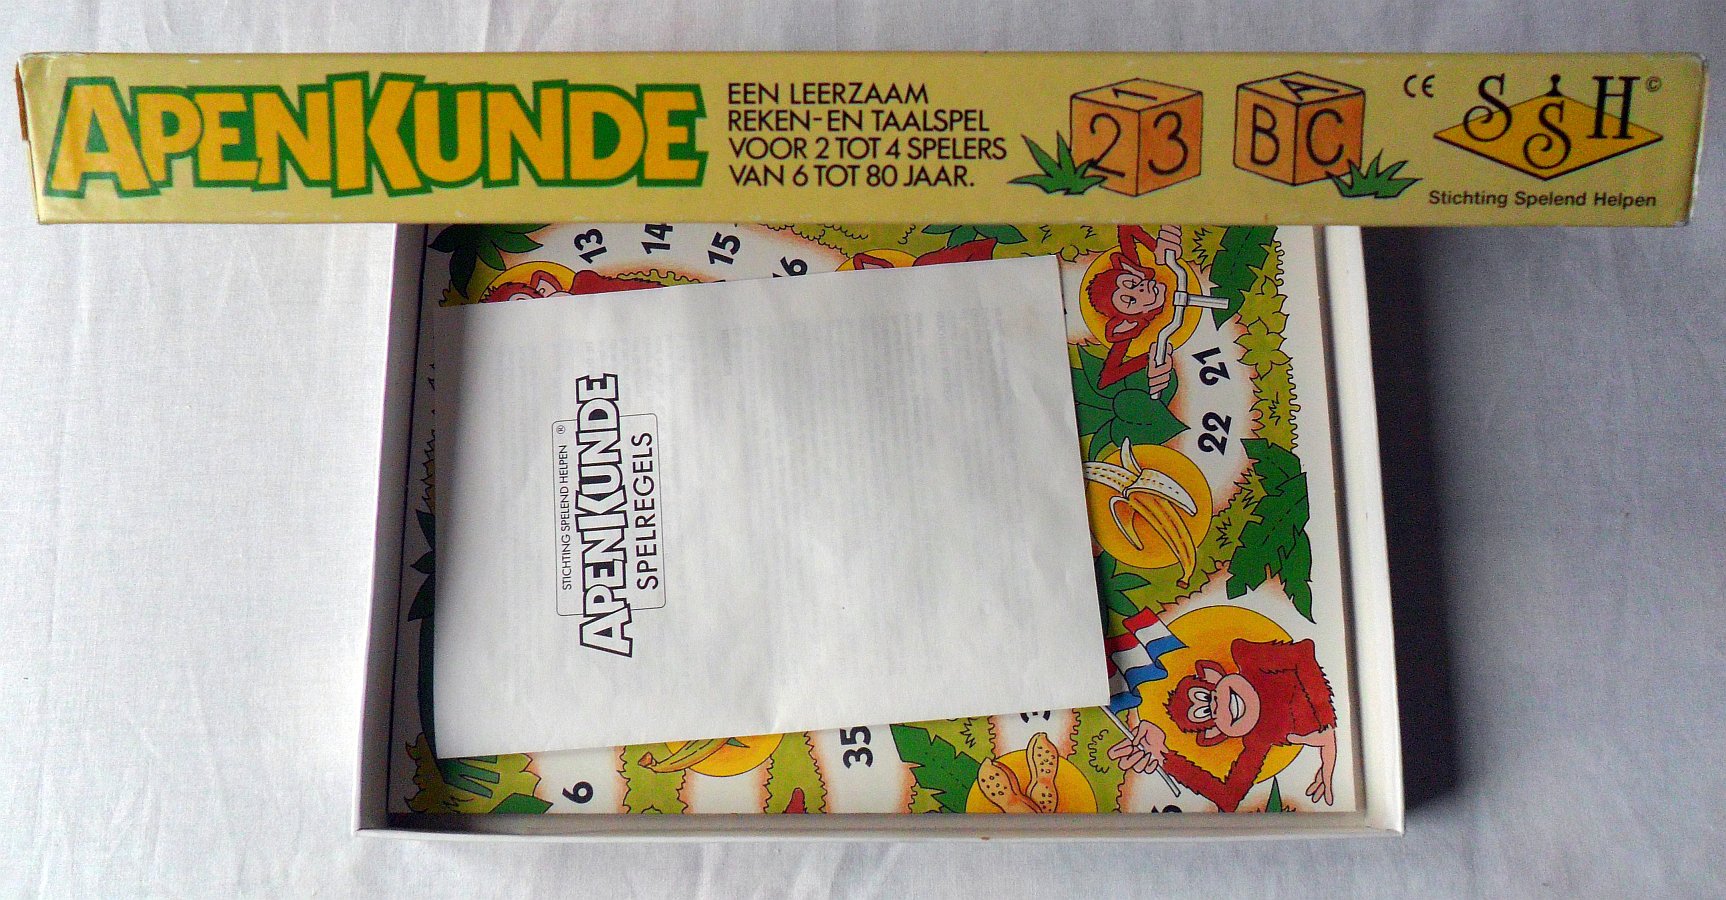 APENKUNDE
EEN LEERZAAM
REKEN-EN TAALSPEL
VOOR 2 TOT 4 SPELERS
VAN 6 TOT 80 JAAR.
1
2 3
A
B C
CE
SSH ©
Stichting Spelend Helpen
13
14
15
16
21
22
STICHTING SPELEND HELPEN ®
APENKUNDE
SPELREGELS
35
6